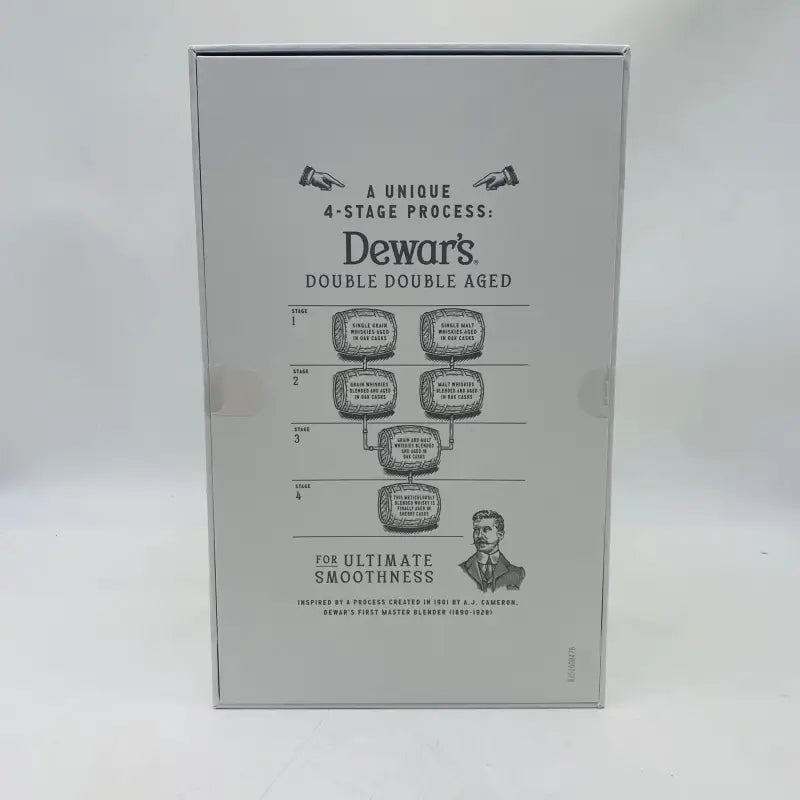 A UNIQUE
4-STAGE PROCESS:
Dewar's®
DOUBLE DOUBLE AGED
STAGE
1
SINGLE GRAIN
WHISKIES AGED
IN OAK CASKS
SINGLE MALT
WHISKIES AGED
IN OAK CASKS
STAGE
2
GRAIN WHISKIES
BLENDED AND AGED
IN OAK CASKS
MALT WHISKIES
BLENDED AND AGED
IN OAK CASKS
STAGE
3
GRAIN AND MALT
WHISKIES BLENDED
AND AGED IN
OAK CASKS
STAGE
4
THIS METICULOUSLY
BLENDED WHISKY IS
FINALLY AGED IN
SHERRY CASKS
FOR ULTIMATE
SMOOTHNESS
INSPIRED BY A PROCESS CREATED IN 1901 BY A.J. CAMERON,
DEWAR'S FIRST MASTER BLENDER (1890-1928)